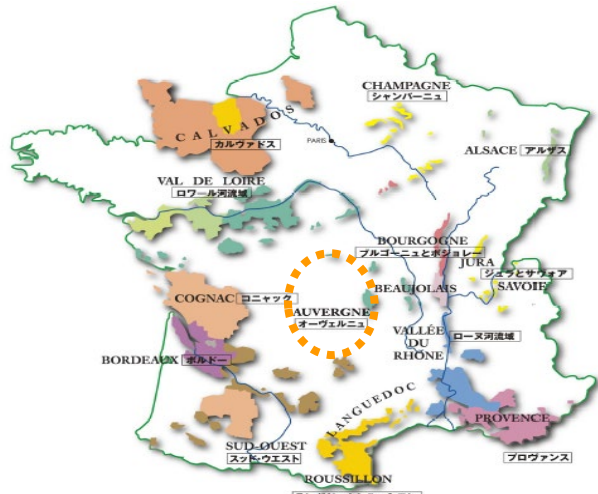 CHAMPAGNE
シャンパーニュ
CALVADOS
カルヴァドス
PARIS
ALSACE アルザス
VAL DE LOIRE
ロワール河流域
BOURGOGNE
ブルゴーニュとボジョレー
JURA
ジュラとサヴォア
SAVOIE
BEAUJOLAIS
COGNAC コニャック
AUVERGNE
オーヴェルニュ
VALLÉE
DU
RHÔNE
ローヌ河流域
BORDEAUX ボルドー
LANGUEDOC
PROVENCE
プロヴァンス
SUD-OUEST
スッド・ウエスト
ROUSSILLON